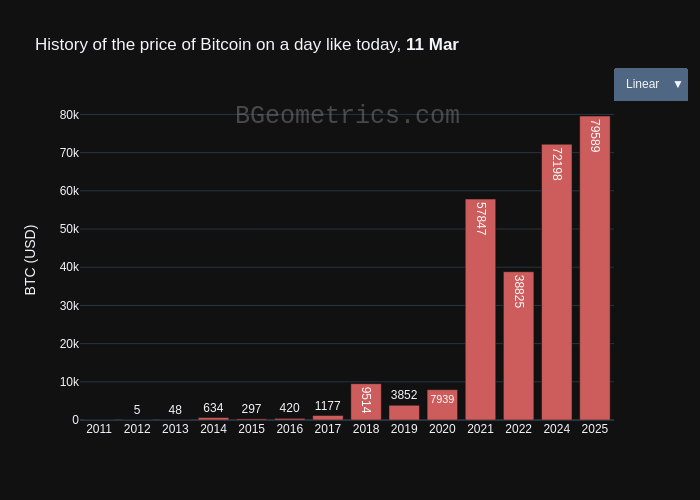 History of the price of Bitcoin on a day like today, 11 Mar
Linear ▼
BGeometrics.com
BTC (USD)
80k
70k
60k
50k
40k
30k
20k
10k
0
5
48
634
297
420
1177
9514
3852
7939
57847
38825
72198
79589
2011 2012 2013 2014 2015 2016 2017 2018 2019 2020 2021 2022 2024 2025